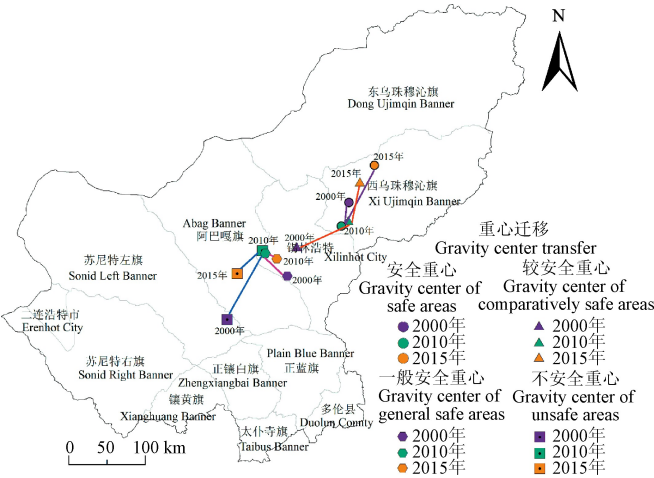 N
东乌珠穆沁旗
Dong Ujimqin Banner
2015年
2015年
西乌珠穆沁旗
2000年
Xi Ujimqin Banner
2010年
Abag Banner
阿巴嘎旗
2010年
2000年
锡林浩特
Xilinhot City
2010年
2015年
2000年
苏尼特左旗
Sonid Left Banner
二连浩特市
Erenhot City
2000年
苏尼特右旗
Sonid Right Banner
正镶白旗
Zhengxiangbai Banner
Plain Blue Banner
正蓝旗
镶黄旗
Xianghuang Banner
多伦县
Duolun County
太仆寺旗
Taibus Banner
0 50 100 km
重心迁移
Gravity center transfer
安全重心
Gravity center of
safe areas
2000年
2010年
2015年
较安全重心
Gravity center of
comparatively safe areas
2000年
2010年
2015年
一般安全重心
Gravity center of
general safe areas
2000年
2010年
2015年
不安全重心
Gravity center of
unsafe areas
2000年
2010年
2015年